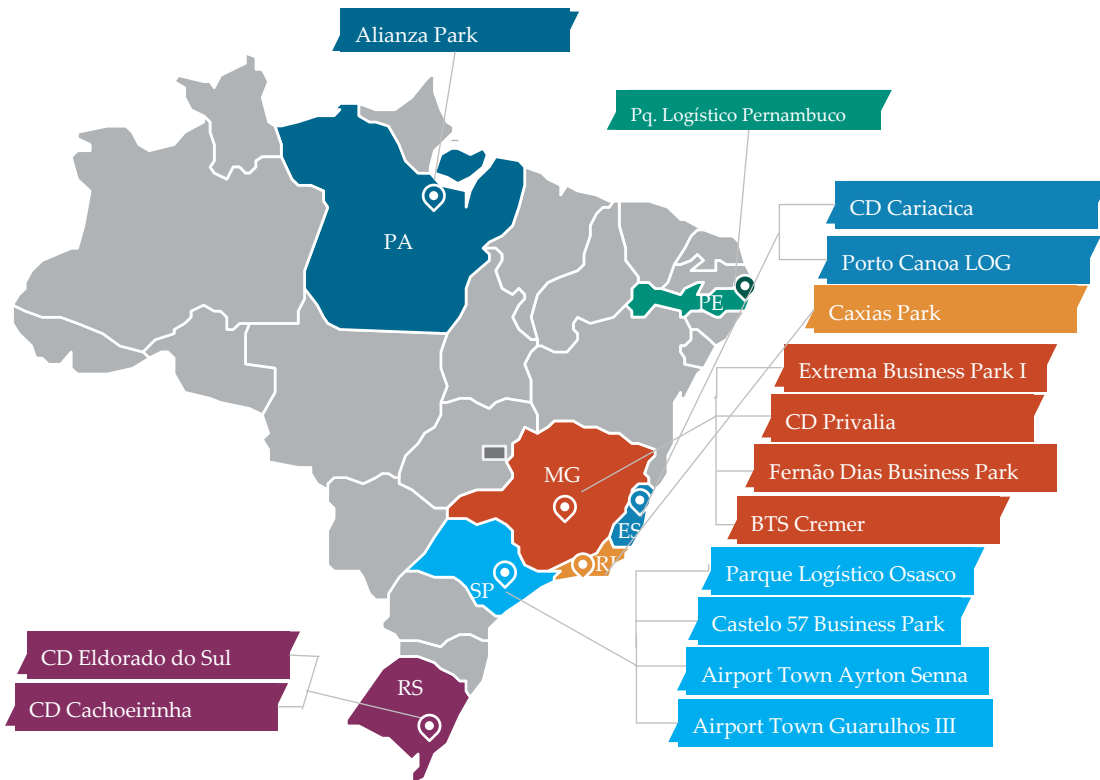 Alianza Park
Pq. Logístico Pernambuco
CD Cariacica
PA
Porto Canoa LOG
PE
Caxias Park
Extrema Business Park I
CD Privalia
MG
Fernão Dias Business Park
BTS Cremer
ES
RJ
Parque Logístico Osasco
SP
Castelo 57 Business Park
CD Eldorado do Sul
Airport Town Ayrton Senna
RS
CD Cachoeirinha
Airport Town Guarulhos III